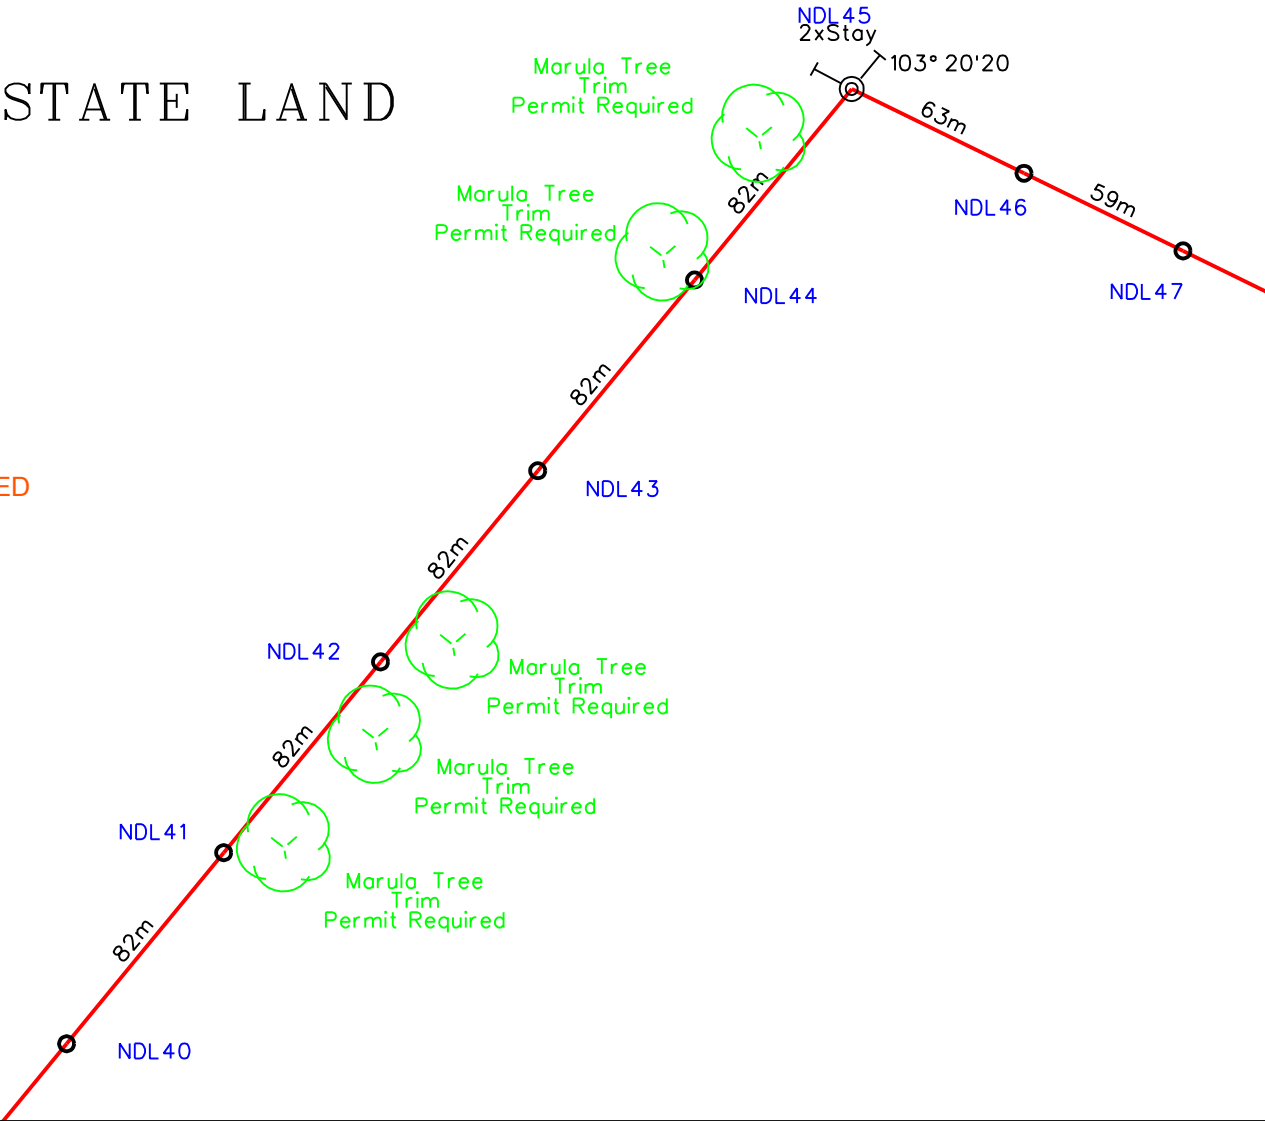 NDL45
2xStay
103° 20'20
Marula Tree
Trim
Permit Required
STATE LAND
63m
82m
Marula Tree
Trim
Permit Required
59m
NDL46
NDL44
NDL47
82m
ED
NDL43
82m
NDL42
Marula Tree
Trim
Permit Required
82m
Marula Tree
Trim
Permit Required
NDL41
Marula Tree
Trim
Permit Required
82m
NDL40